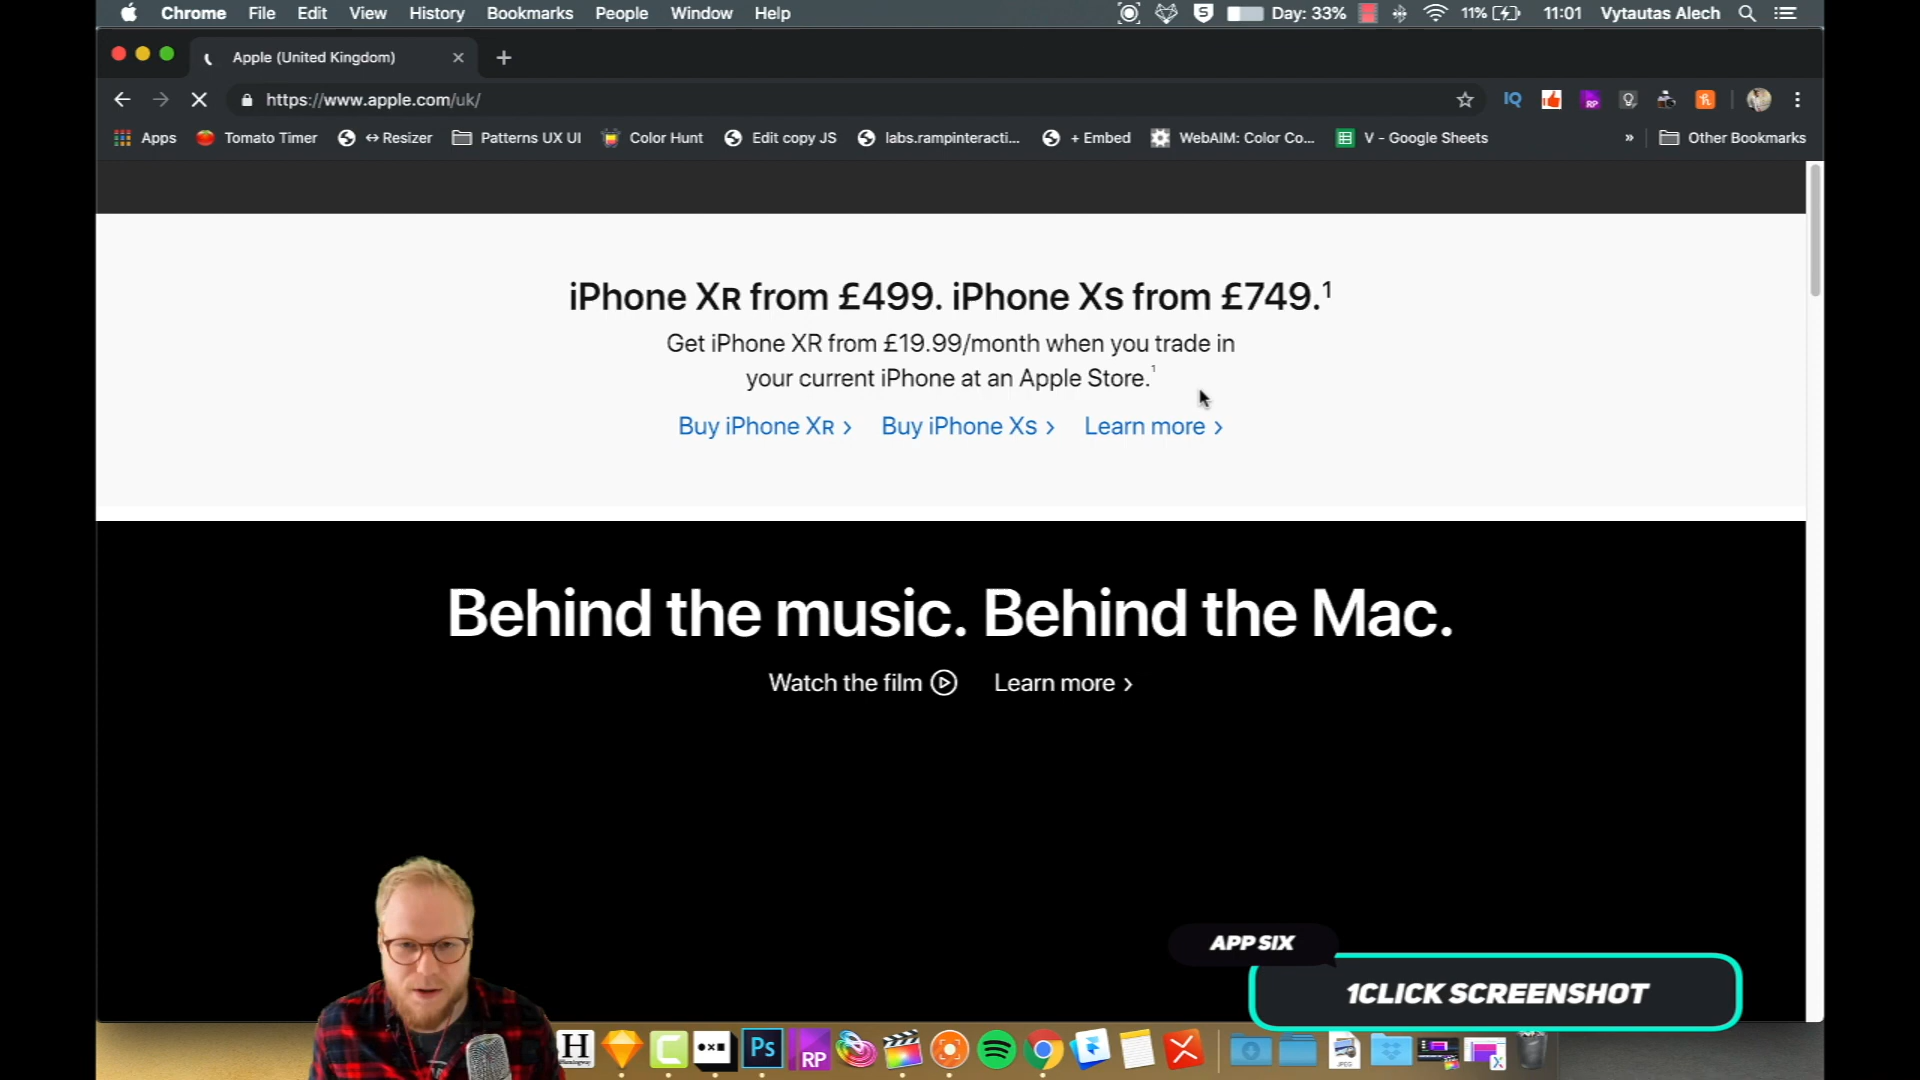 Chrome File Edit View History Bookmarks People Window Help Day: 33% 11% 11:01 Vytautas Alech
Apple (United Kingdom)
https://www.apple.com/uk/
IQ RP
Apps Tomato Timer ↔Resizer Patterns UX UI Color Hunt Edit copy JS labs.rampinteracti... + Embed WebAIM: Color Co... V - Google Sheets » Other Bookmarks
iPhone XR from £499. iPhone XS from £749.¹
Get iPhone XR from £19.99/month when you trade in
your current iPhone at an Apple Store.¹
Buy iPhone XR > Buy iPhone XS > Learn more >
Behind the music. Behind the Mac.
Watch the film Learn more >
APP SIX
1CLICK SCREENSHOT
H Ps RP JPEG